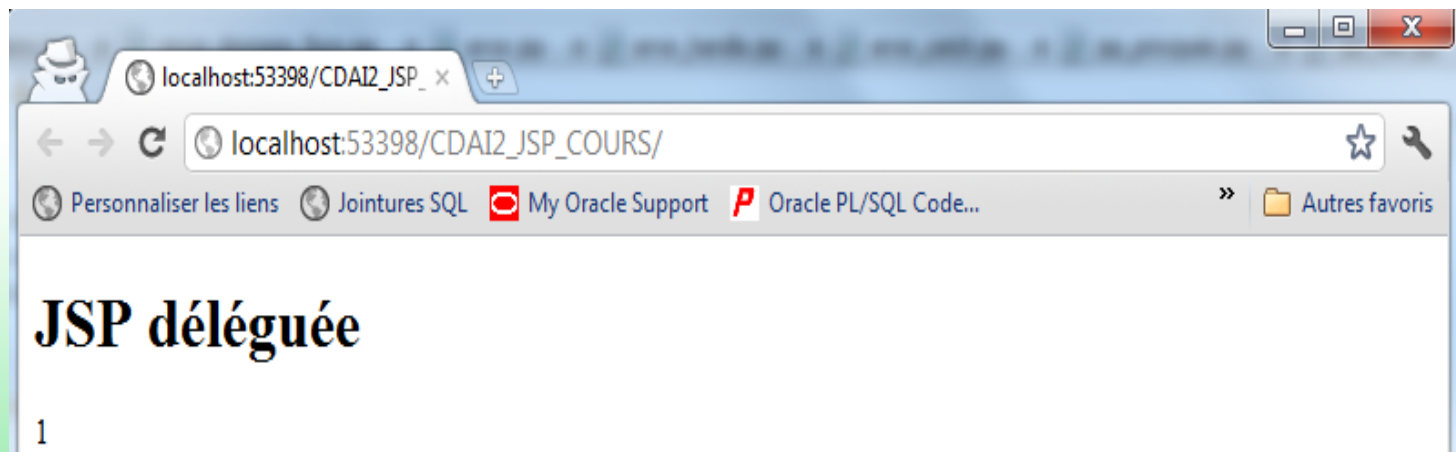 localhost:53398/CDAI2_JSP_
localhost:53398/CDAI2_JSP_COURS/
Personnaliser les liens Jointures SQL My Oracle Support P Oracle PL/SQL Code... » Autres favoris
JSP déléguée
1